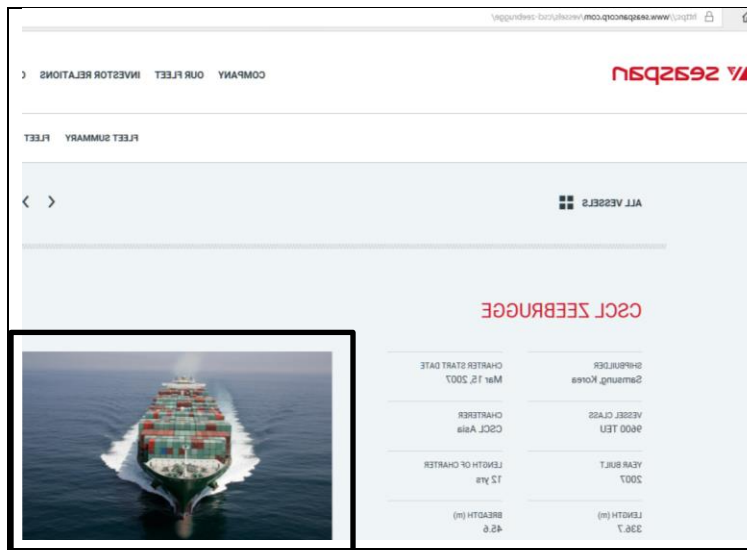 https://www.seaspancorp.com/vessels/cscl-zeebrugge/
seaspan
COMPANY OUR FLEET INVESTOR RELATIONS
FLEET SUMMARY FLEET
ALL VESSELS
CSCL ZEEBRUGGE
SHIPBUILDER CHARTER START DATE
Samsung, Korea Mar 15, 2007
VESSEL CLASS CHARTERER
9600 TEU CSCL Asia
YEAR BUILT LENGTH OF CHARTER
2007 12 yrs
LENGTH (m) BREADTH (m)
336.7 45.6